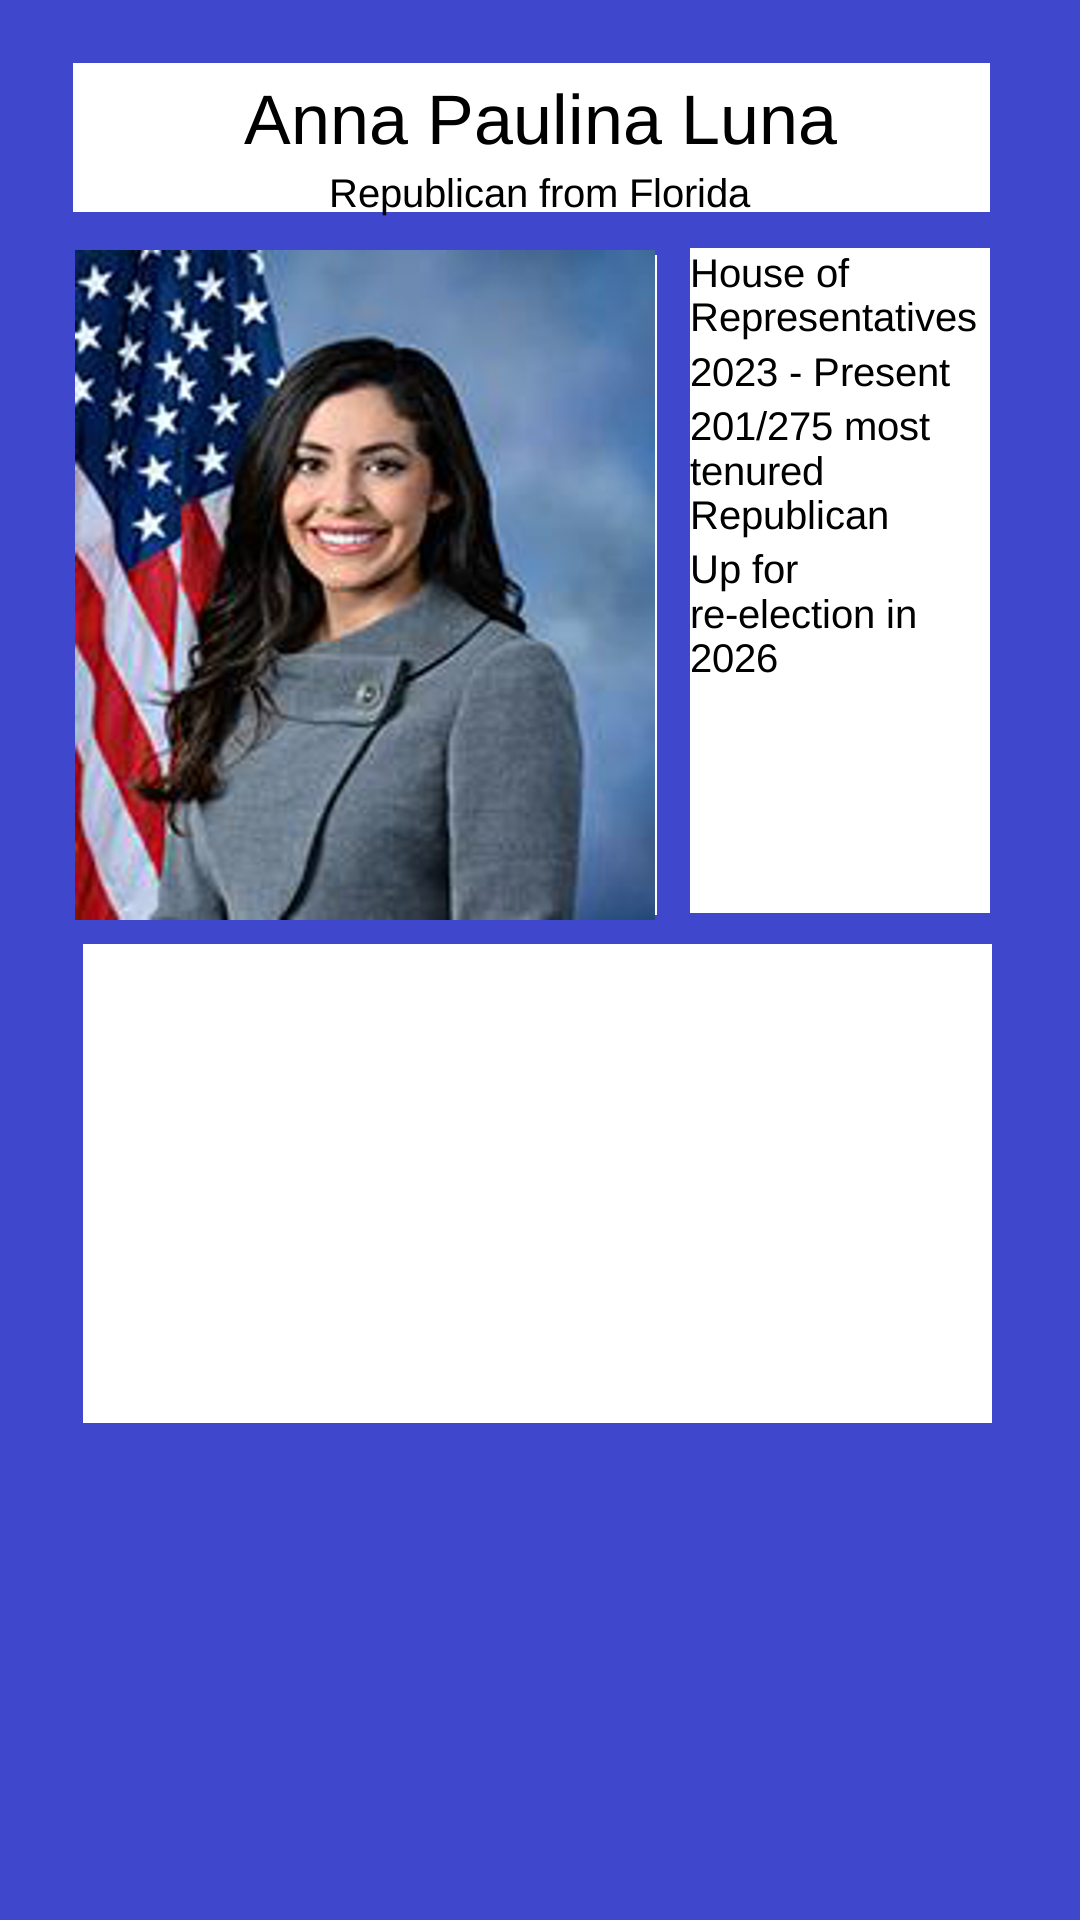 Anna Paulina Luna
Republican from Florida
House of
Representatives
2023 - Present
201/275 most
tenured
Republican
Up for
re-election in
2026